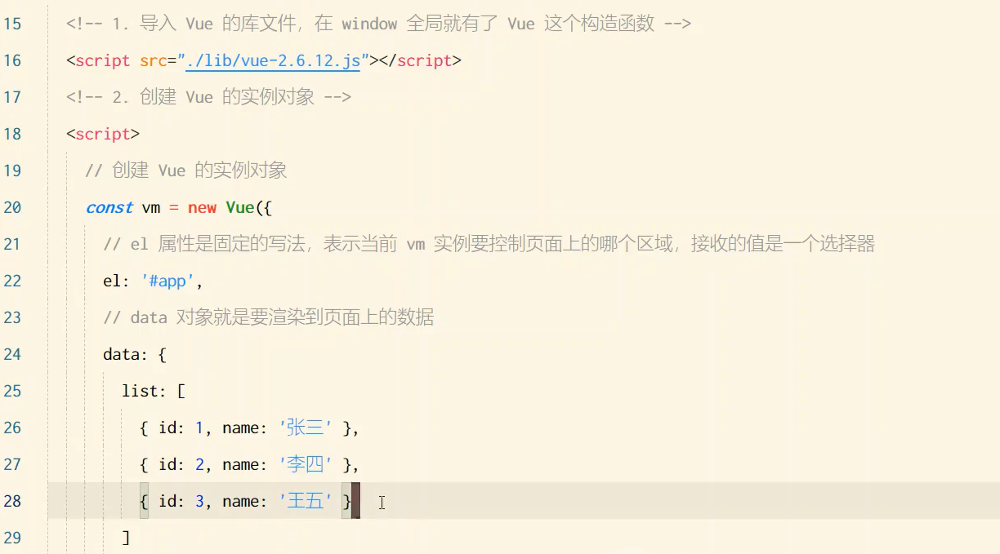 15 <!-- 1. 导入 Vue 的库文件，在 window 全局就有了 Vue 这个构造函数 -->
16 <script src="./lib/vue-2.6.12.js"></script>
17 <!-- 2. 创建 Vue 的实例对象 -->
18 <script>
19 // 创建 Vue 的实例对象
20 const vm = new Vue({
21 // el 属性是固定的写法，表示当前 vm 实例要控制页面上的哪个区域，接收的值是一个选择器
22 el: '#app',
23 // data 对象就是要渲染到页面上的数据
24 data: {
25 list: [
26 { id: 1, name: '张三' },
27 { id: 2, name: '李四' },
28 { id: 3, name: '王五' }
29 ]